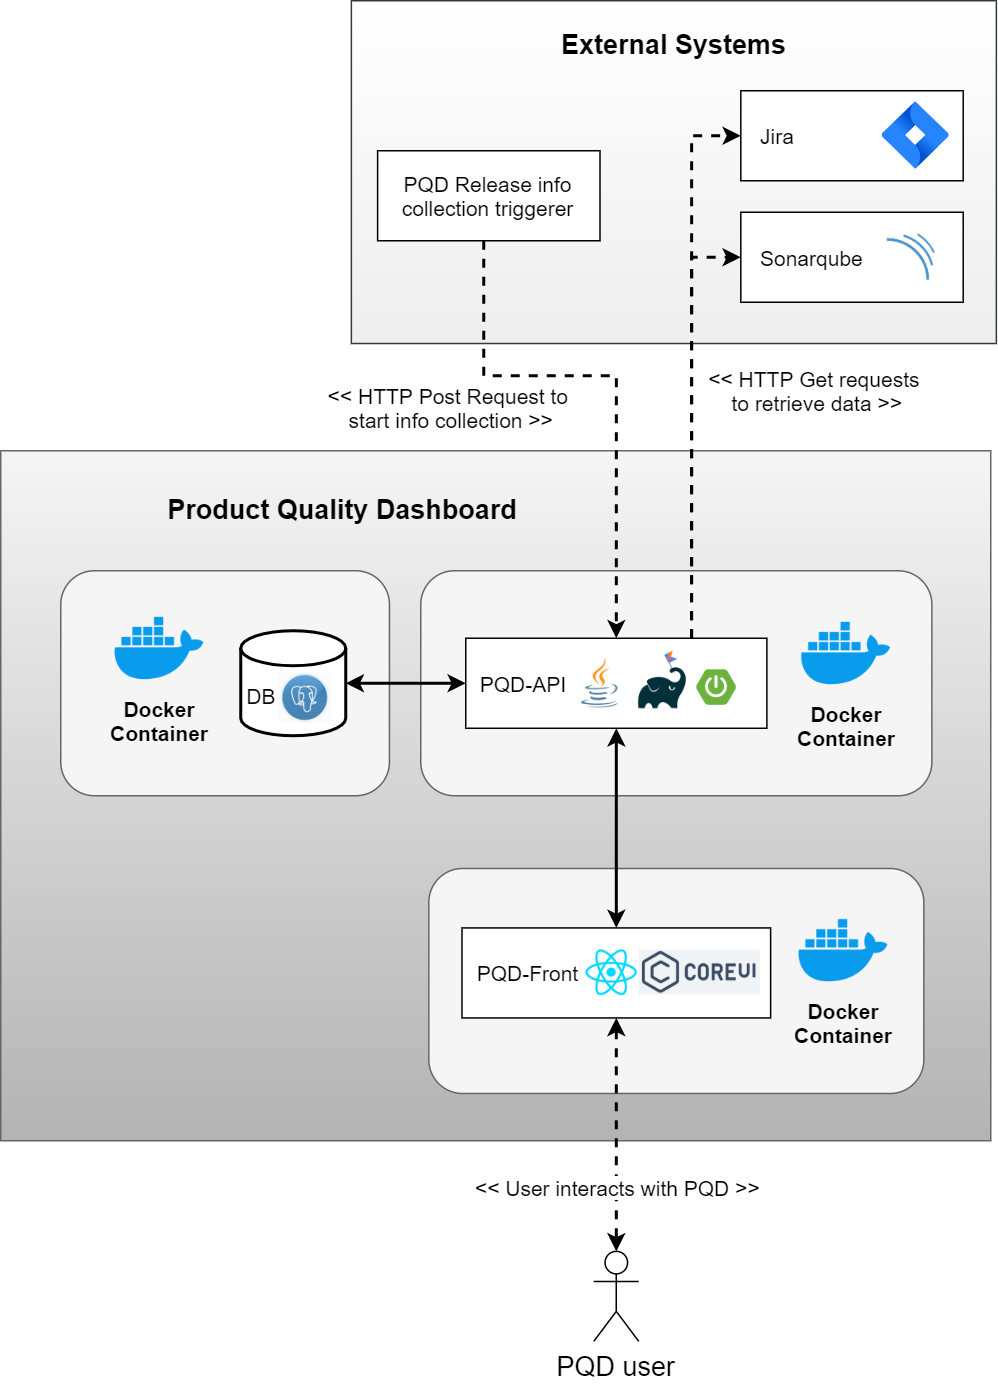 External Systems
Jira
PQD Release info
collection triggerer
Sonarqube
<< HTTP Post Request to
start info collection >>
<< HTTP Get requests
to retrieve data >>
Product Quality Dashboard
Docker
Container
DB
PQD-API
Docker
Container
PQD-Front
COREUI
Docker
Container
<< User interacts with PQD >>
PQD user